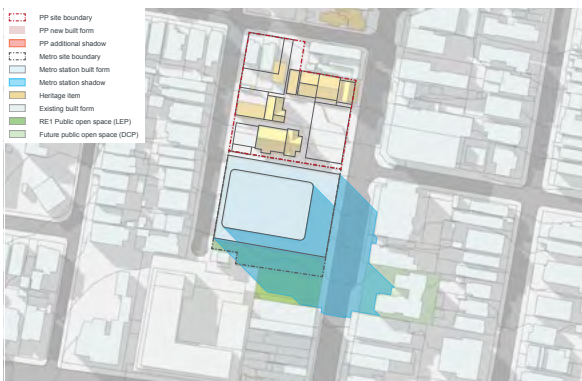 PP site boundary
PP new built form
PP additional shadow
Metro site boundary
Metro station built form
Metro station shadow
Heritage item
Existing built form
RE1 Public open space (LEP)
Future public open space (DCP)